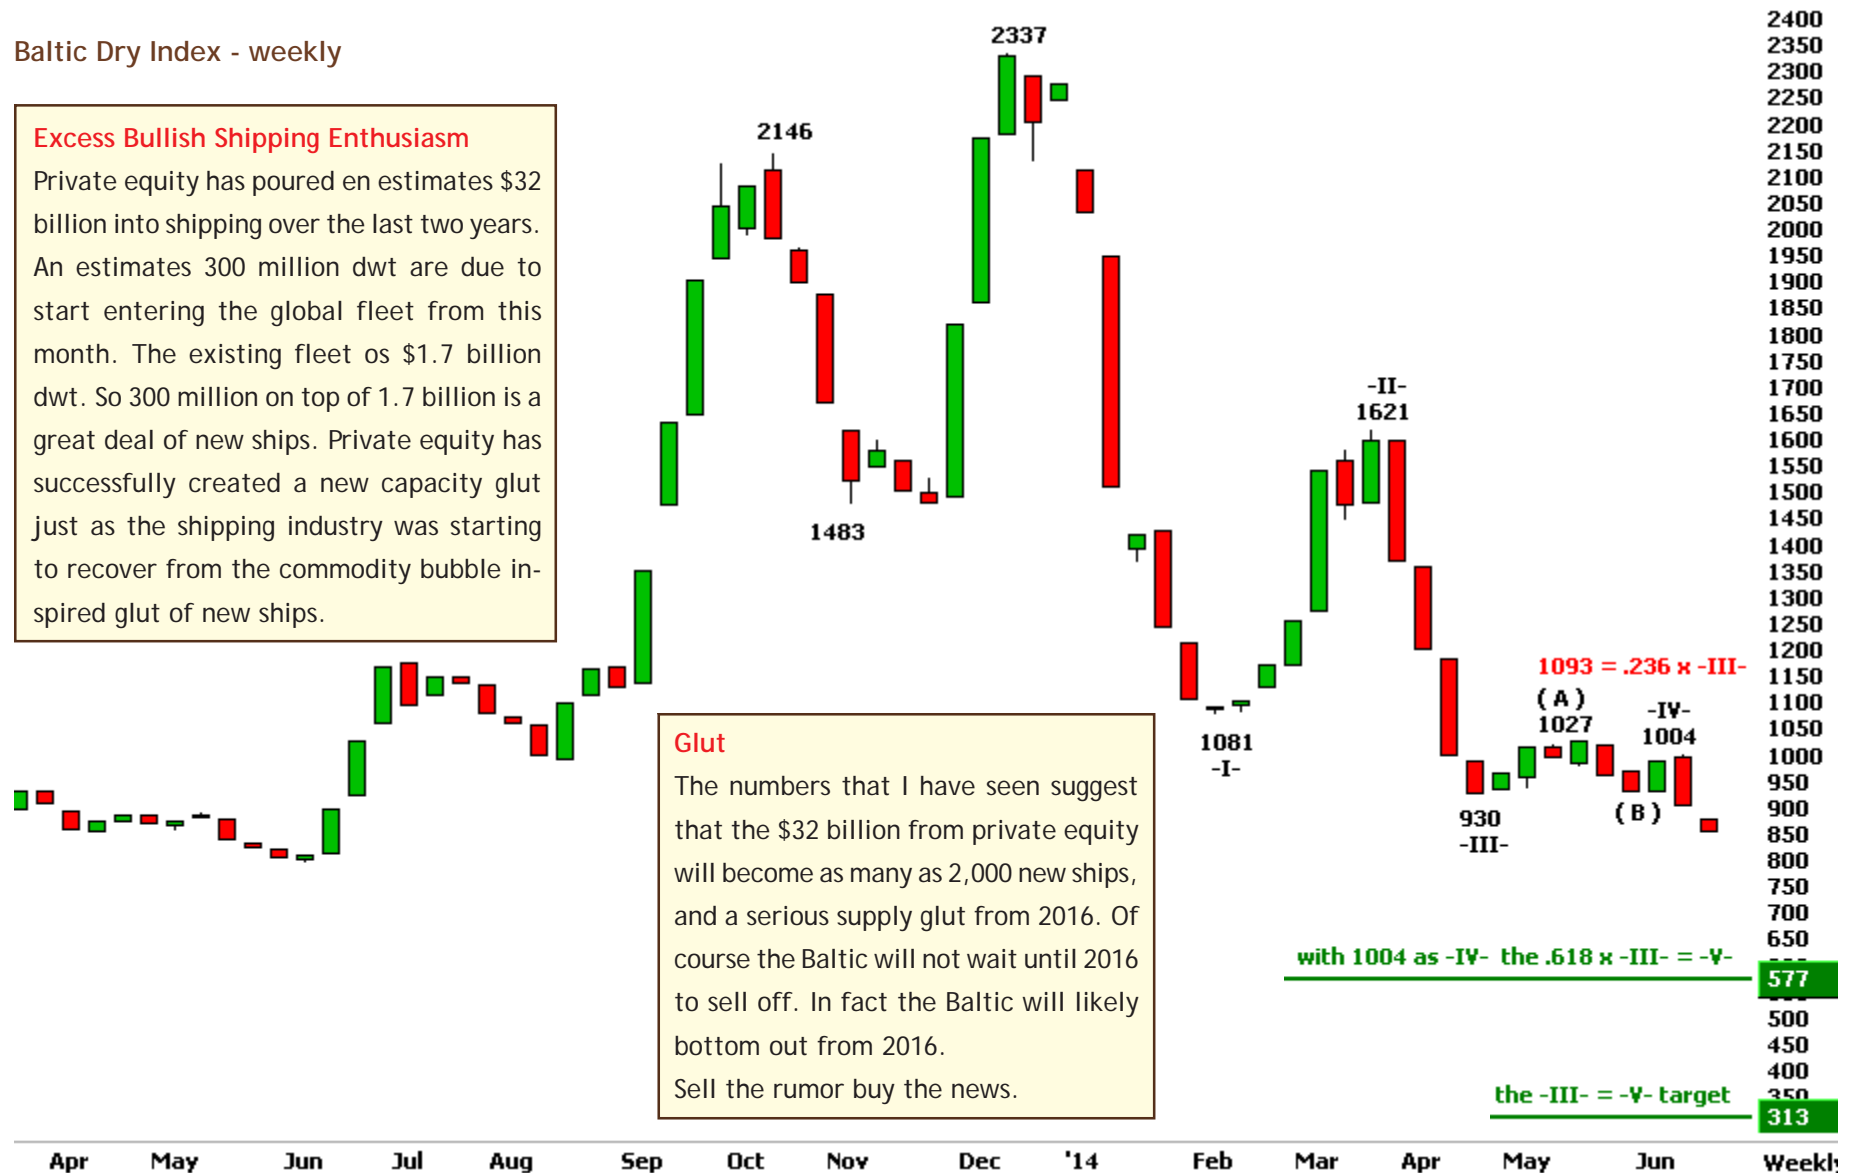 Baltic Dry Index - weekly
Excess Bullish Shipping Enthusiasm
Private equity has poured en estimates $32
billion into shipping over the last two years.
An estimates 300 million dwt are due to
start entering the global fleet from this
month. The existing fleet os $1.7 billion
dwt. So 300 million on top of 1.7 billion is a
great deal of new ships. Private equity has
successfully created a new capacity glut
just as the shipping industry was starting
to recover from the commodity bubble in-
spired glut of new ships.
2146
1483
2337
Glut
The numbers that I have seen suggest
that the $32 billion from private equity
will become as many as 2,000 new ships,
and a serious supply glut from 2016. Of
course the Baltic will not wait until 2016
to sell off. In fact the Baltic will likely
bottom out from 2016.
Sell the rumor buy the news.
1081
-I-
-II-
1621
1093 = .236 x -III-
(A)
1027
-IV-
1004
930
-III-
(B)
with 1004 as -IV- the .618 x -III- = -V-
the -III- = -V- target
2400
2350
2300
2250
2200
2150
2100
2050
2000
1950
1900
1850
1800
1750
1700
1650
1600
1550
1500
1450
1400
1350
1300
1250
1200
1150
1100
1050
1000
950
900
850
800
750
700
650
577
500
450
400
350
313
Apr May Jun Jul Aug Sep Oct Nov Dec '14 Feb Mar Apr May Jun Weekly